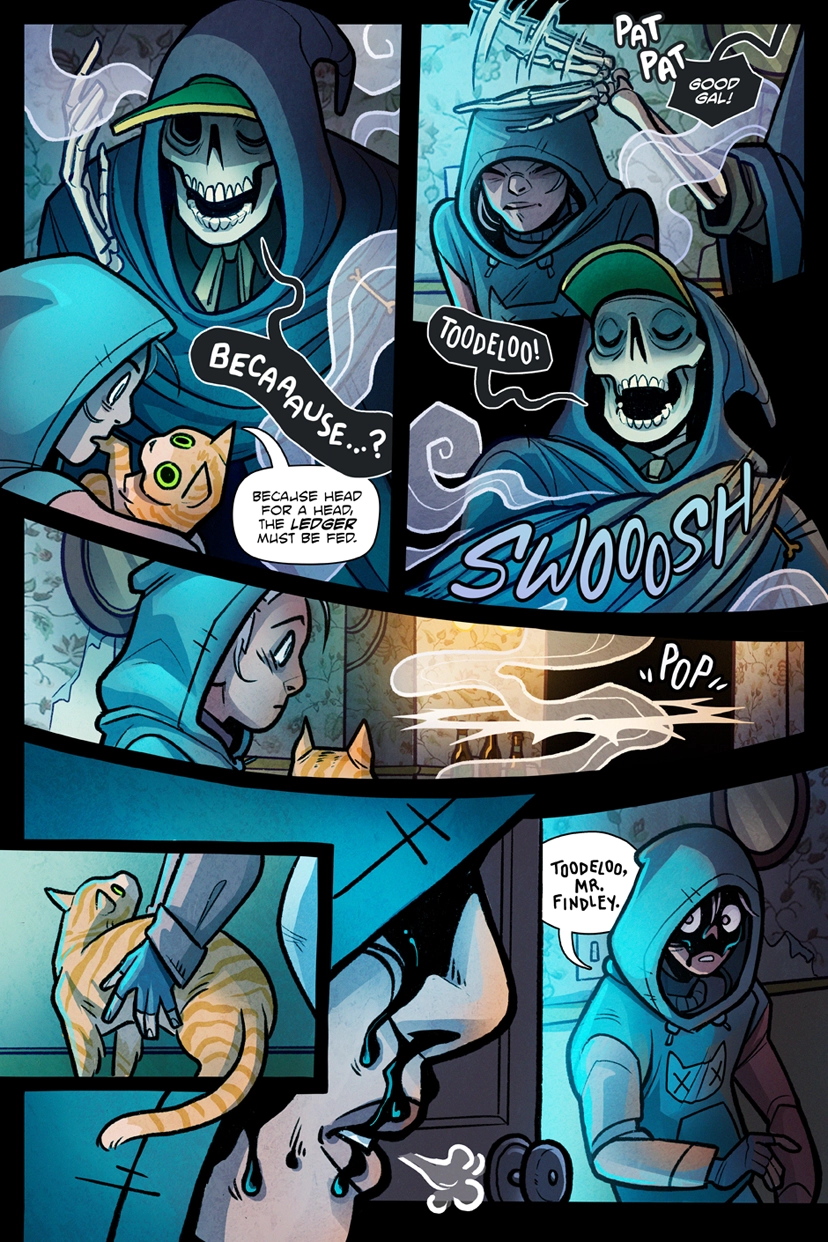 BECAAAUSE...?
BECAUSE HEAD
FOR A HEAD,
THE LEDGER
MUST BE FED.
PAT
PAT
GOOD
GAL!
TOODELOO!
SWOOOSH
POP
TOODELOO,
MR.
FINDLEY.